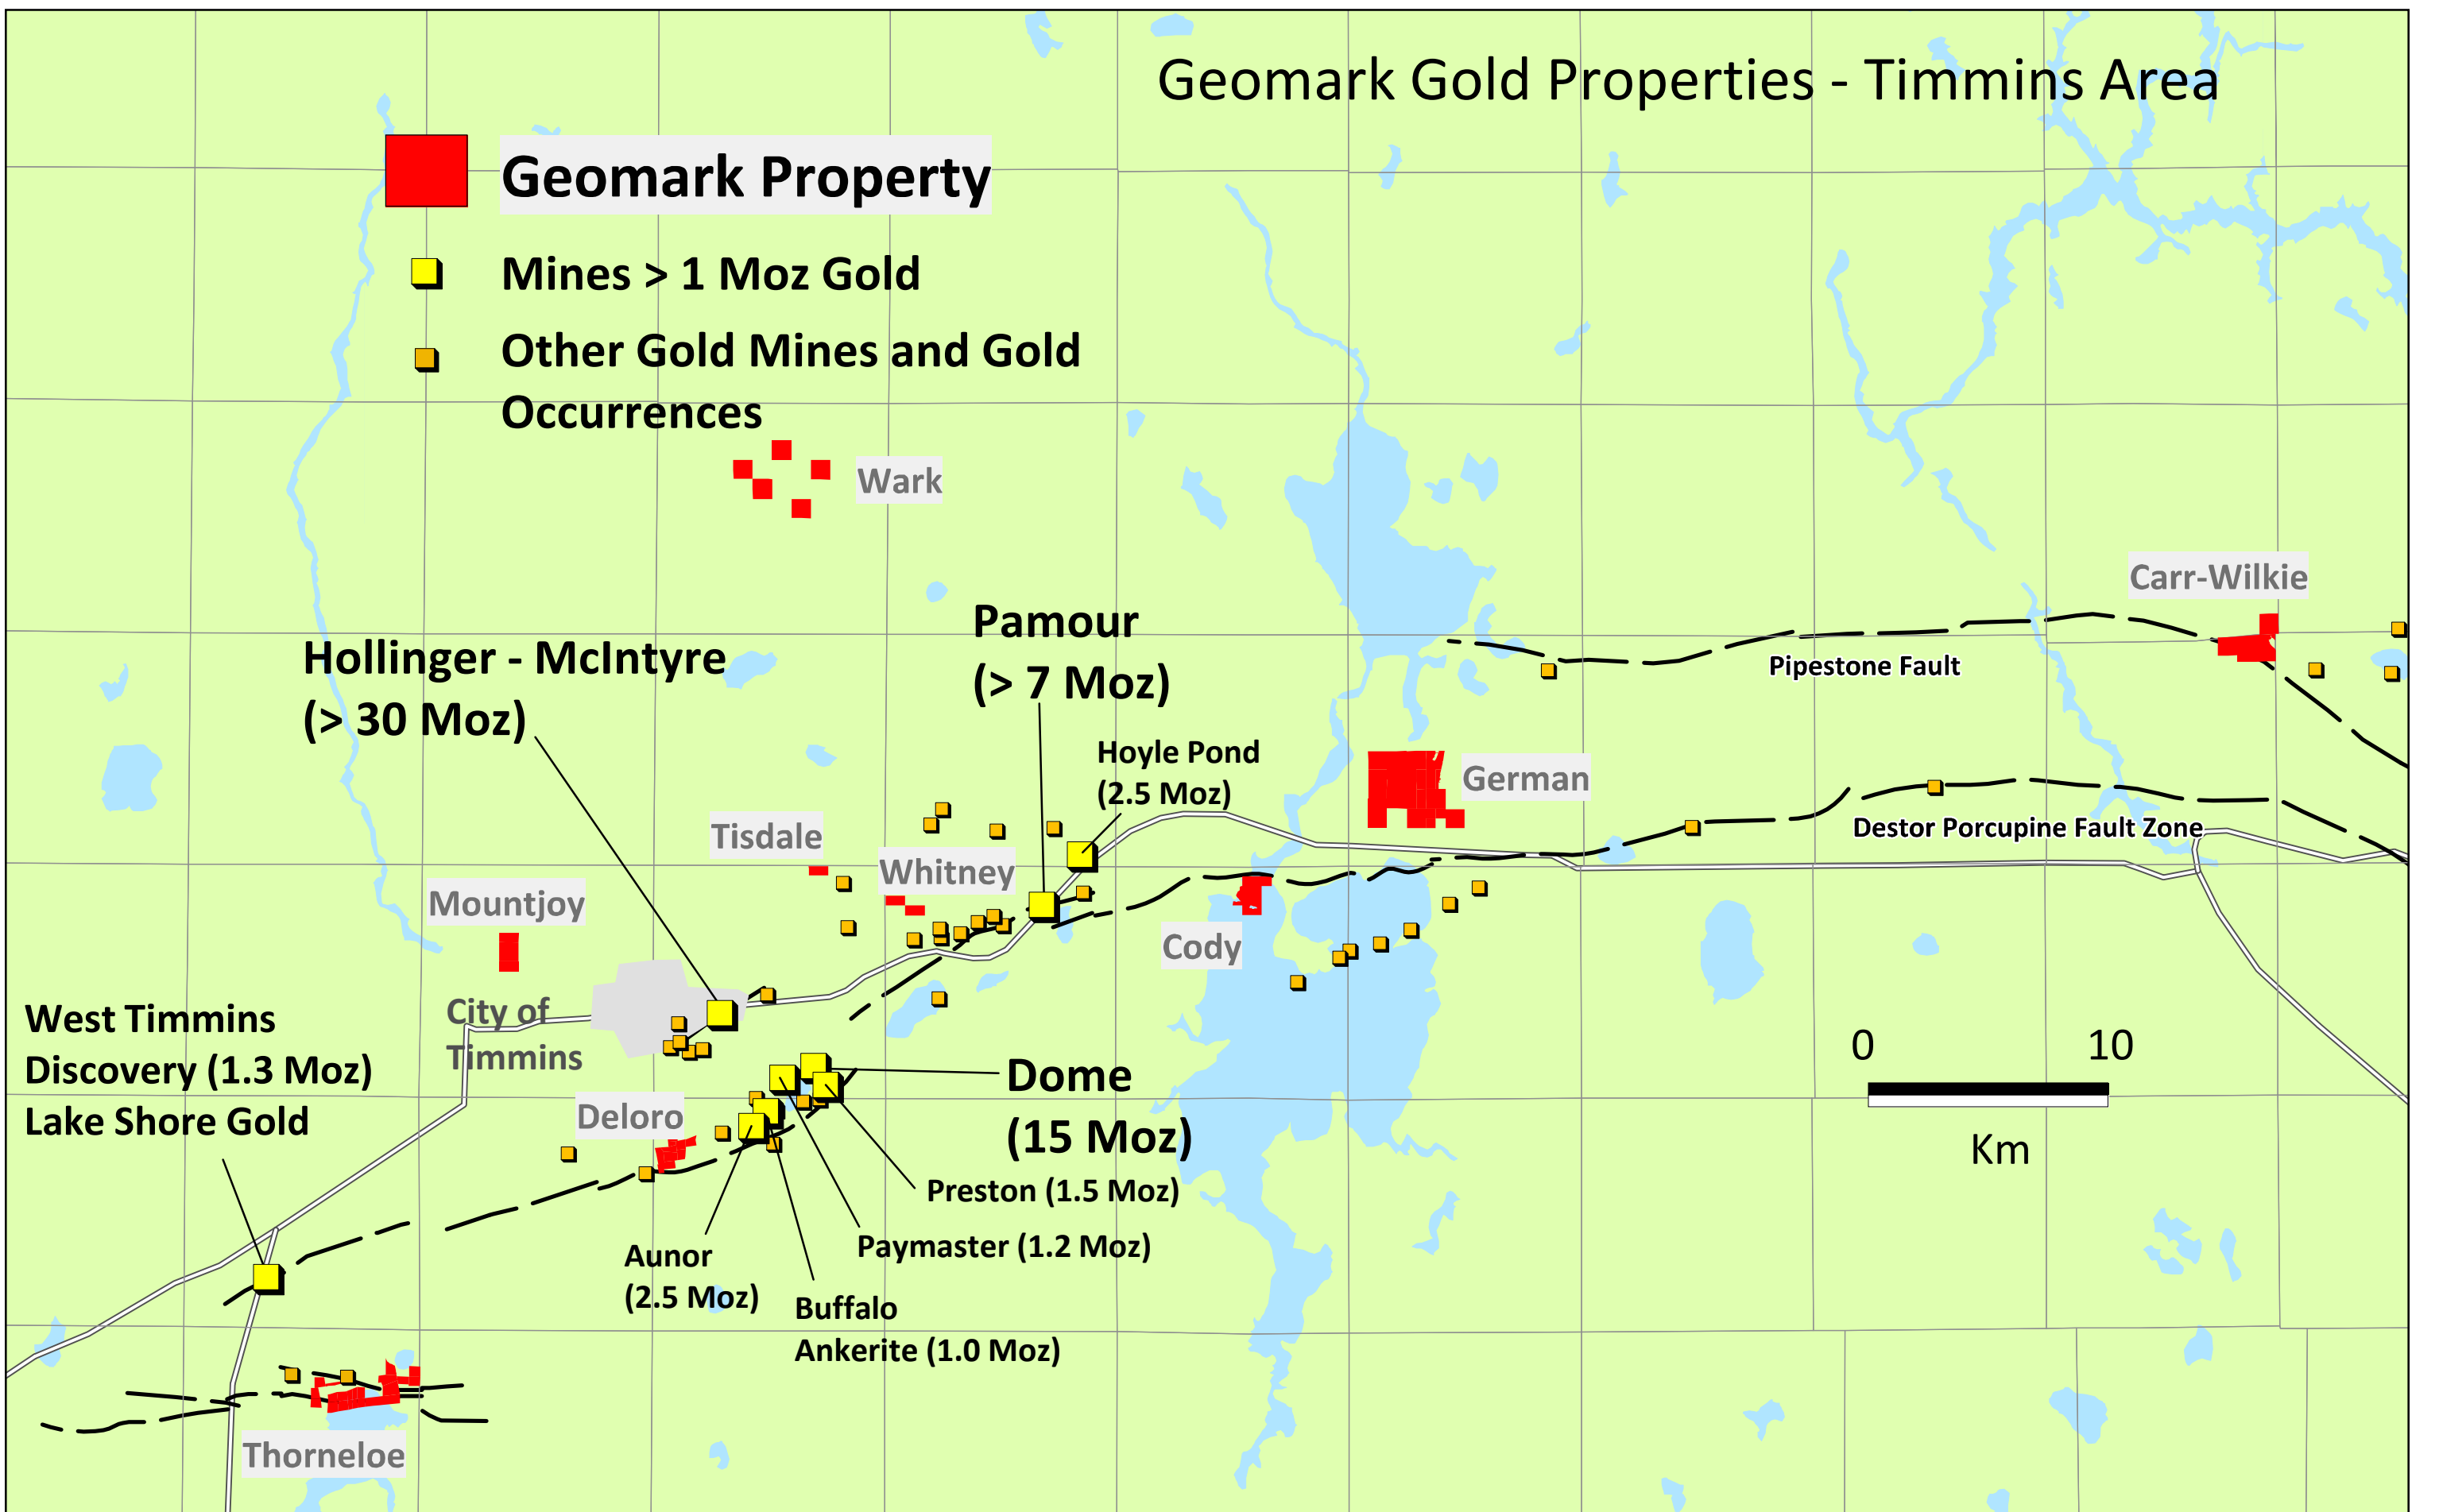 Geomark Gold Properties - Timmins Area
Geomark Property
Mines > 1 Moz Gold
Other Gold Mines and Gold
Occurrences
Wark
Carr-Wilkie
Pamour
(> 7 Moz)
Hollinger - McIntyre
(> 30 Moz)
Pipestone Fault
Hoyle Pond
(2.5 Moz)
German
Tisdale
Destor Porcupine Fault Zone
Whitney
Mountjoy
Cody
City of
Timmins
West Timmins
Discovery (1.3 Moz)
Lake Shore Gold
0 10
Km
Dome
(15 Moz)
Deloro
Preston (1.5 Moz)
Paymaster (1.2 Moz)
Aunor
(2.5 Moz)
Buffalo
Ankerite (1.0 Moz)
Thorneloe